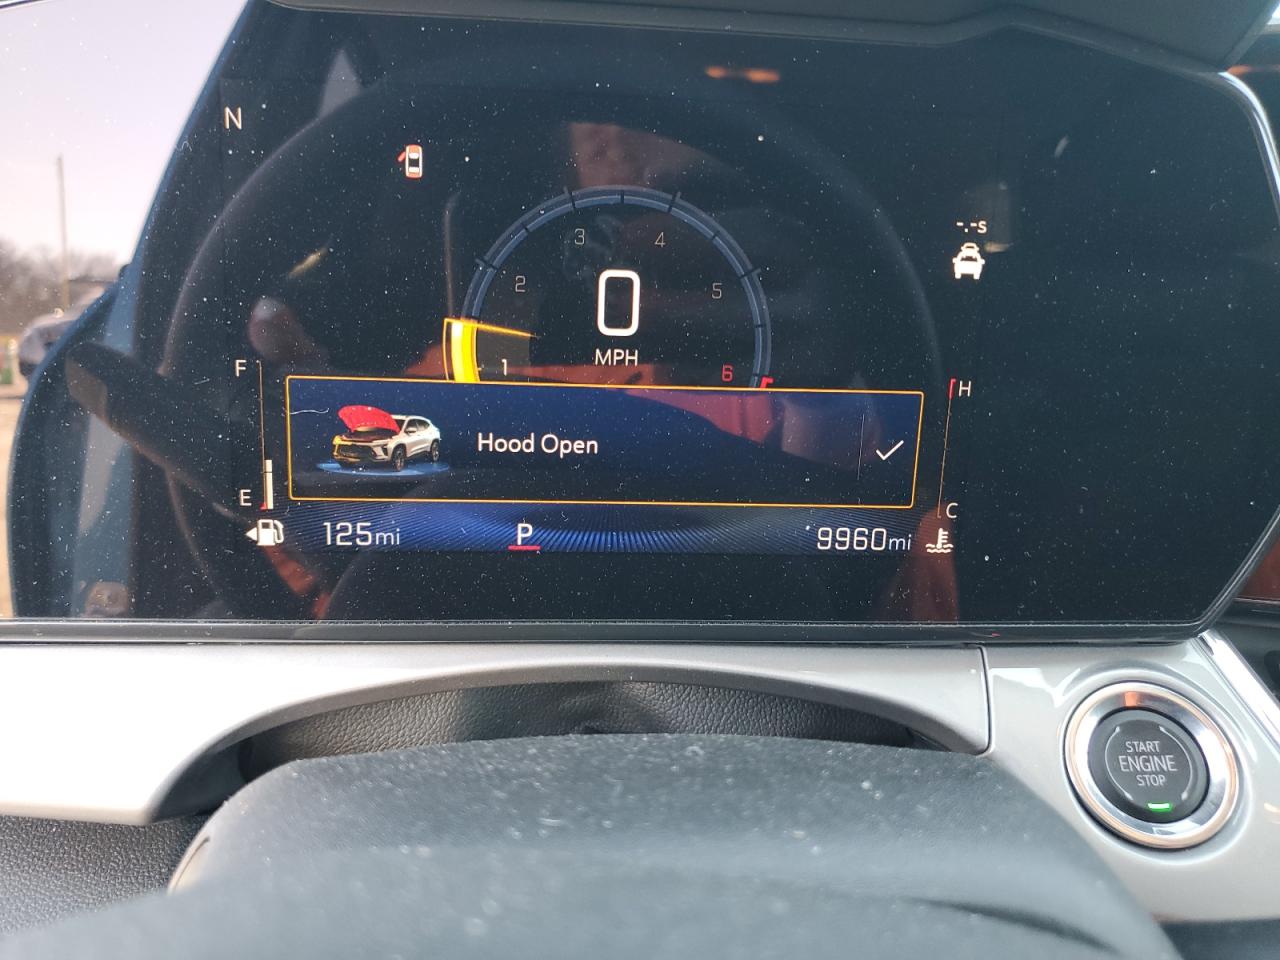 N
-.-s
3
4
2
5
0
MPH
1
6
F
H
Hood Open
E
C
125mi
P
9960mi
START
ENGINE
STOP